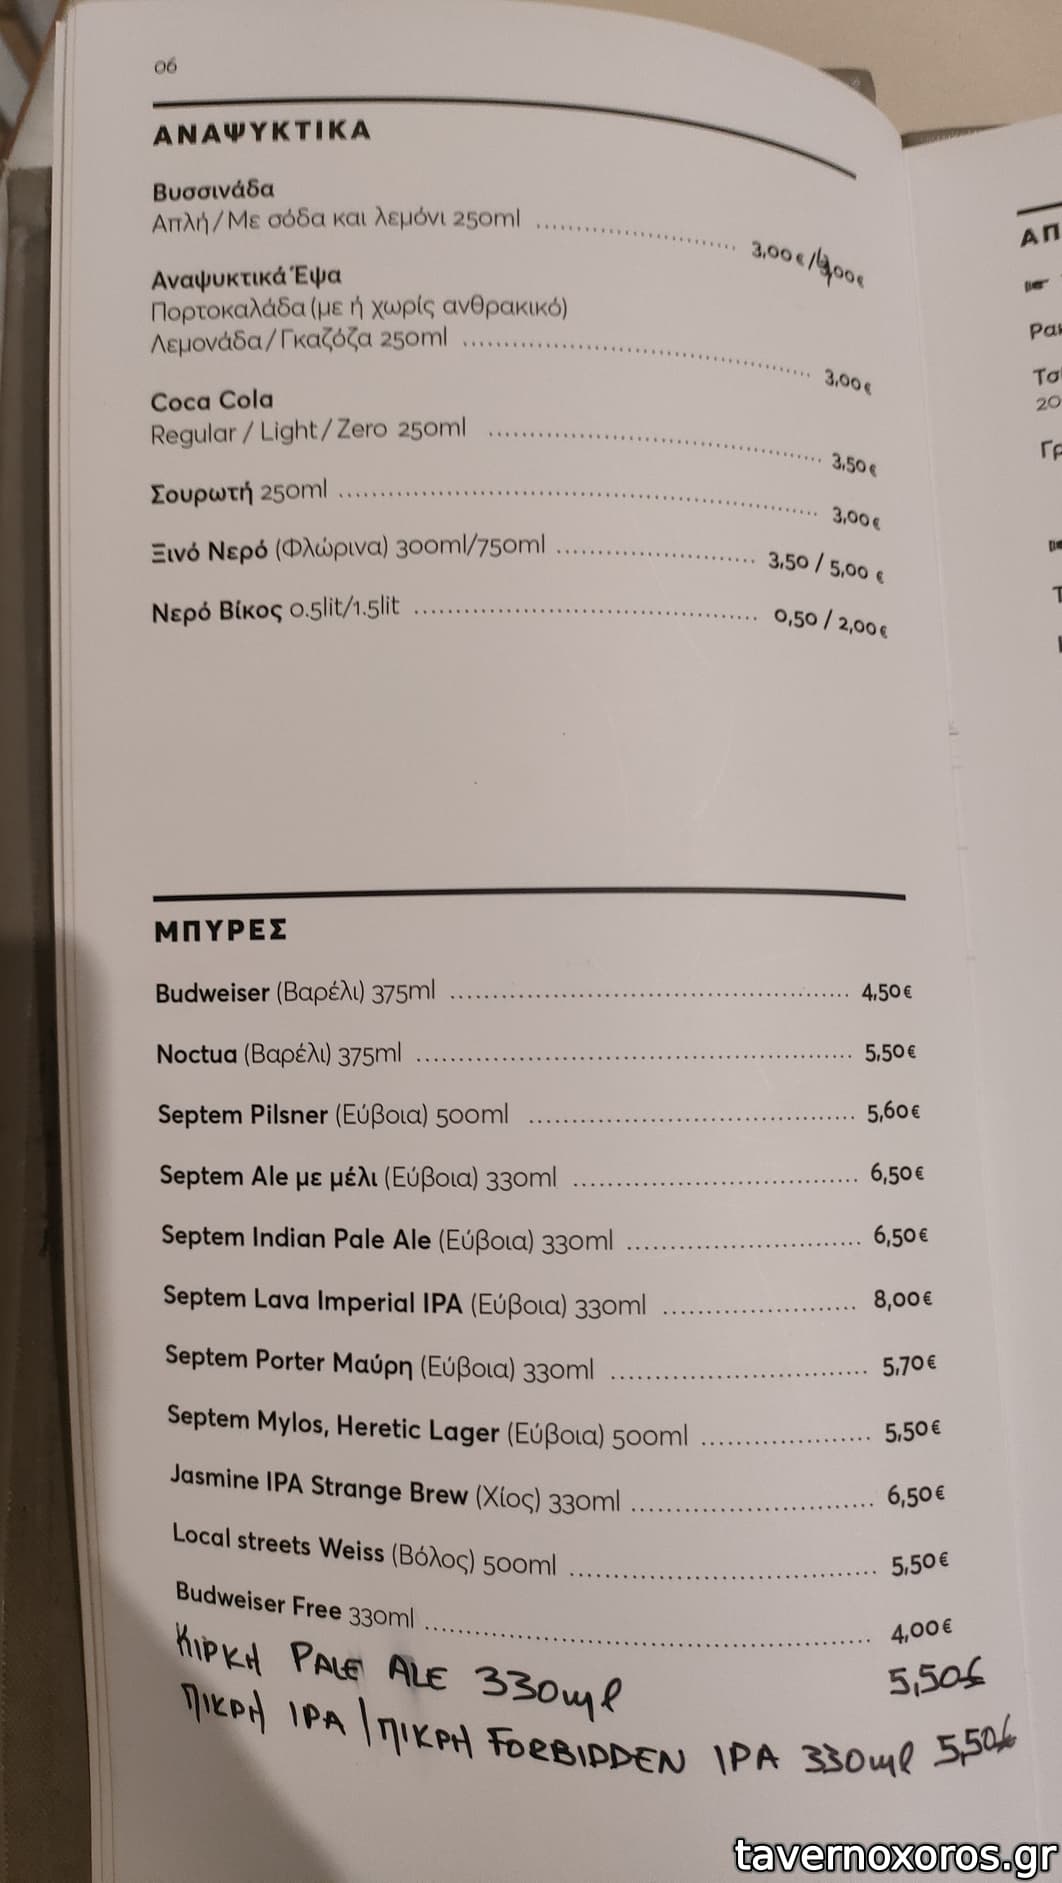 06
ΑΝΑΨΥΚΤΙΚΑ
Βυσσινάδα
Απλή/Με σόδα και λεμόνι 250ml ........................ 3,00€/4,00€
Αναψυκτικά Έψα
Πορτοκαλάδα (με ή χωρίς ανθρακικό)
Λεμονάδα/Γκαζόζα 250ml ........................ 3,00€
Coca Cola
Regular / Light / Zero 250ml ........................ 3,50€
Σουρωτή 250ml ........................ 3,00€
Ξινό Νερό (Φλώρινα) 300ml/750ml ........................ 3,50 / 5,00 €
Νερό Βίκος 0.5lit/1.5lit ........................ 0,50 / 2,00€
ΜΠΥΡΕΣ
Budweiser (Βαρέλι) 375ml ........................ 4,50€
Noctua (Βαρέλι) 375ml ........................ 5,50€
Septem Pilsner (Εύβοια) 500ml ........................ 5,60€
Septem Ale με μέλι (Εύβοια) 330ml ........................ 6,50€
Septem Indian Pale Ale (Εύβοια) 330ml ........................ 6,50€
Septem Lava Imperial IPA (Εύβοια) 330ml ........................ 8,00€
Septem Porter Μαύρη (Εύβοια) 330ml ........................ 5,70€
Septem Mylos, Heretic Lager (Εύβοια) 500ml ........................ 5,50€
Jasmine IPA Strange Brew (Χίος) 330ml ........................ 6,50€
Local streets Weiss (Βόλος) 500ml ........................ 5,50€
Budweiser Free 330ml ........................ 4,00€
ΚΙΡΚΗ PALE ALE 330ml 5,50€
ΠΙΚΡΗ IPA / ΠΙΚΡΗ FORBIDDEN IPA 330ml 5,50€
ΑΠ
Ρα
Τσ
20
Γρ
tavernoxoros.gr